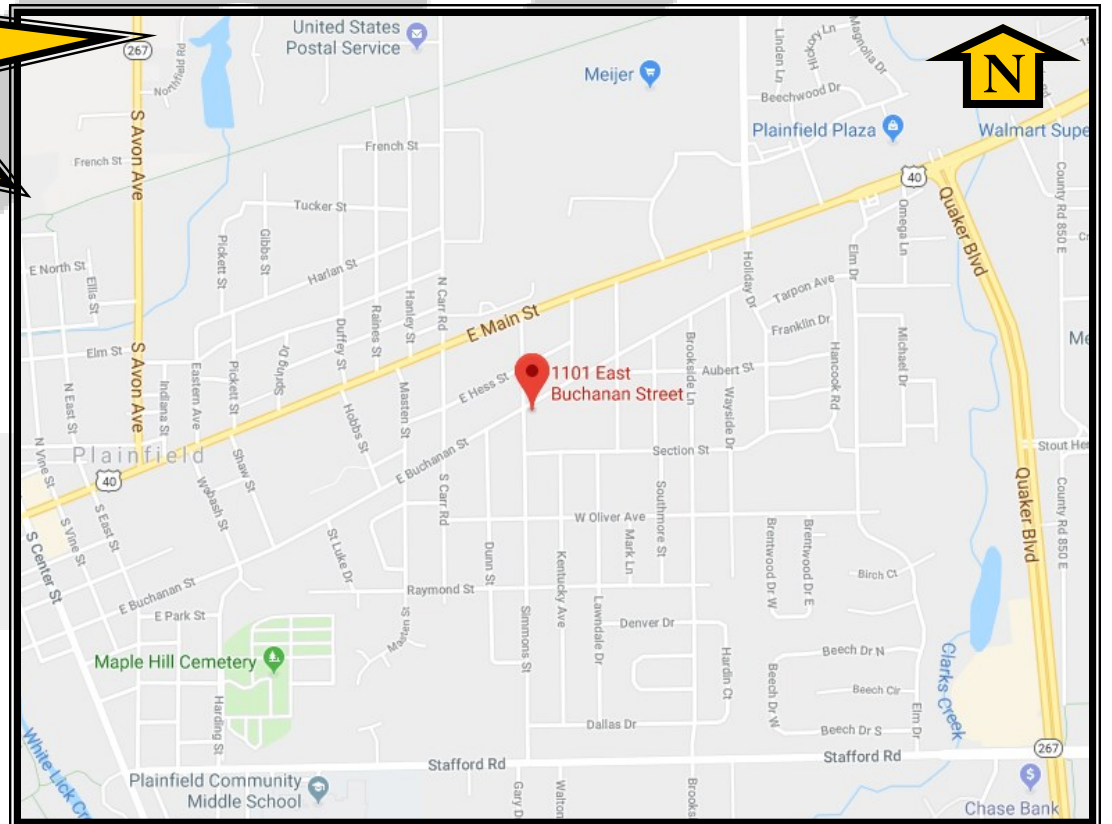 United States
Postal Service
267
Northfield Rd
S Avon Ave
French St
French St
Tucker St
Pickett St
Gibbs St
Harlan St
E North St
Ellis St
Elm St
S Avon Ave
N East St
N Vine St
Indiana St
Eastern Ave
Pickett St
Spring Dr
Duffey St
Raines St
Hanley St
N Carr Rd
E Main St
Meijer
Linden Ln
Hickory Ln
Magnolia Dr
Beechwood Dr
N
Plainfield Plaza
Walmart Supe
40
Quaker Blvd
County Rd 850 E
Omega Ln
Elm Dr
Holiday Dr
Tarpon Ave
Franklin Dr
Hancook Rd
Michael Dr
Me
Brookside Ln
Aubert St
Wayside Dr
1101 East
Buchanan Street
E Hess St
Masten St
Hobbs St
E Buchanan St
Section St
Stout He
Plainfield
40
Shaw St
Wabash St
S East St
S Vine St
S Center St
St Luke Dr
S Carr Rd
W Oliver Ave
Southmore St
Mark Ln
Kentucky Ave
Dunn St
Brentwood Dr W
Brentwood Dr E
Quaker Blvd
County Rd 850 E
Birch Ct
E Buchanan St
E Park St
Raymond St
Masten St
Simmons St
Lawndale Dr
Denver Dr
Hardin Ct
Beech Dr N
Beech Dr W
Beech Cir
Beech Dr S
Elm Dr
Clarks Creek
Maple Hill Cemetery
Harding St
Dallas Dr
White Lick Cr
Stafford Rd
Stafford Rd
267
Plainfield Community
Middle School
Gary D
Walton
Brooks
Chase Bank